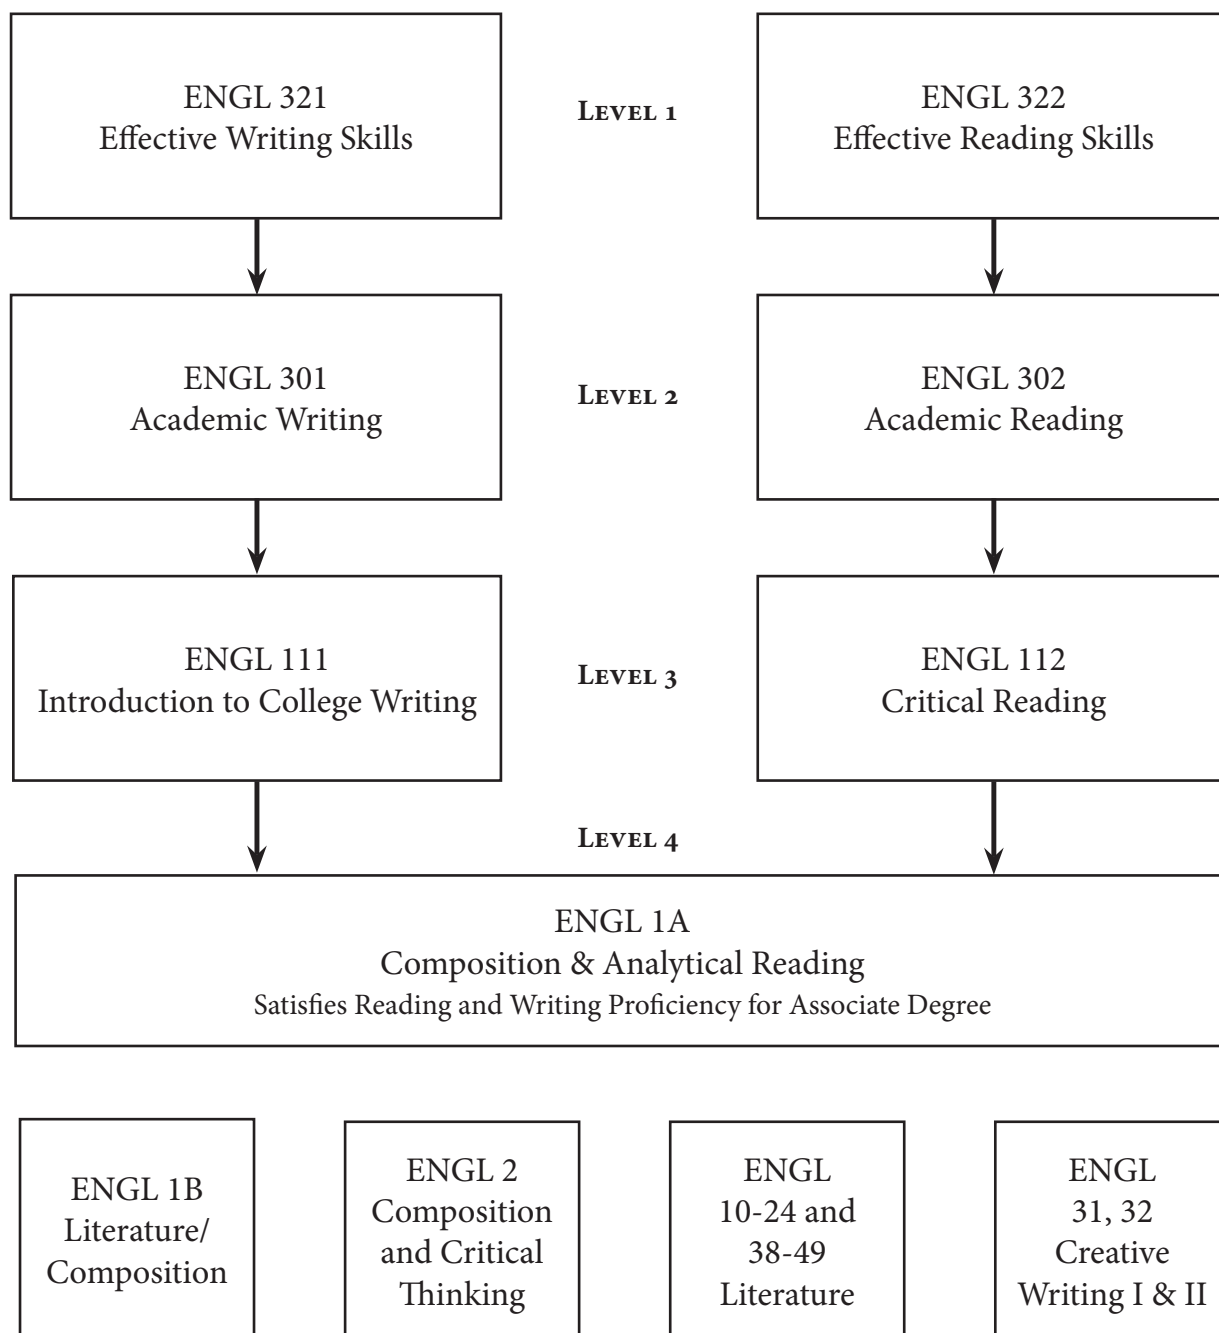 ENGL 321
Effective Writing Skills
LEVEL 1
ENGL 322
Effective Reading Skills
ENGL 301
Academic Writing
LEVEL 2
ENGL 302
Academic Reading
ENGL 111
Introduction to College Writing
LEVEL 3
ENGL 112
Critical Reading
LEVEL 4
ENGL 1A
Composition & Analytical Reading
Satisfies Reading and Writing Proficiency for Associate Degree
ENGL 1B
Literature/
Composition
ENGL 2
Composition
and Critical
Thinking
ENGL
10-24 and
38-49
Literature
ENGL
31, 32
Creative
Writing I & II